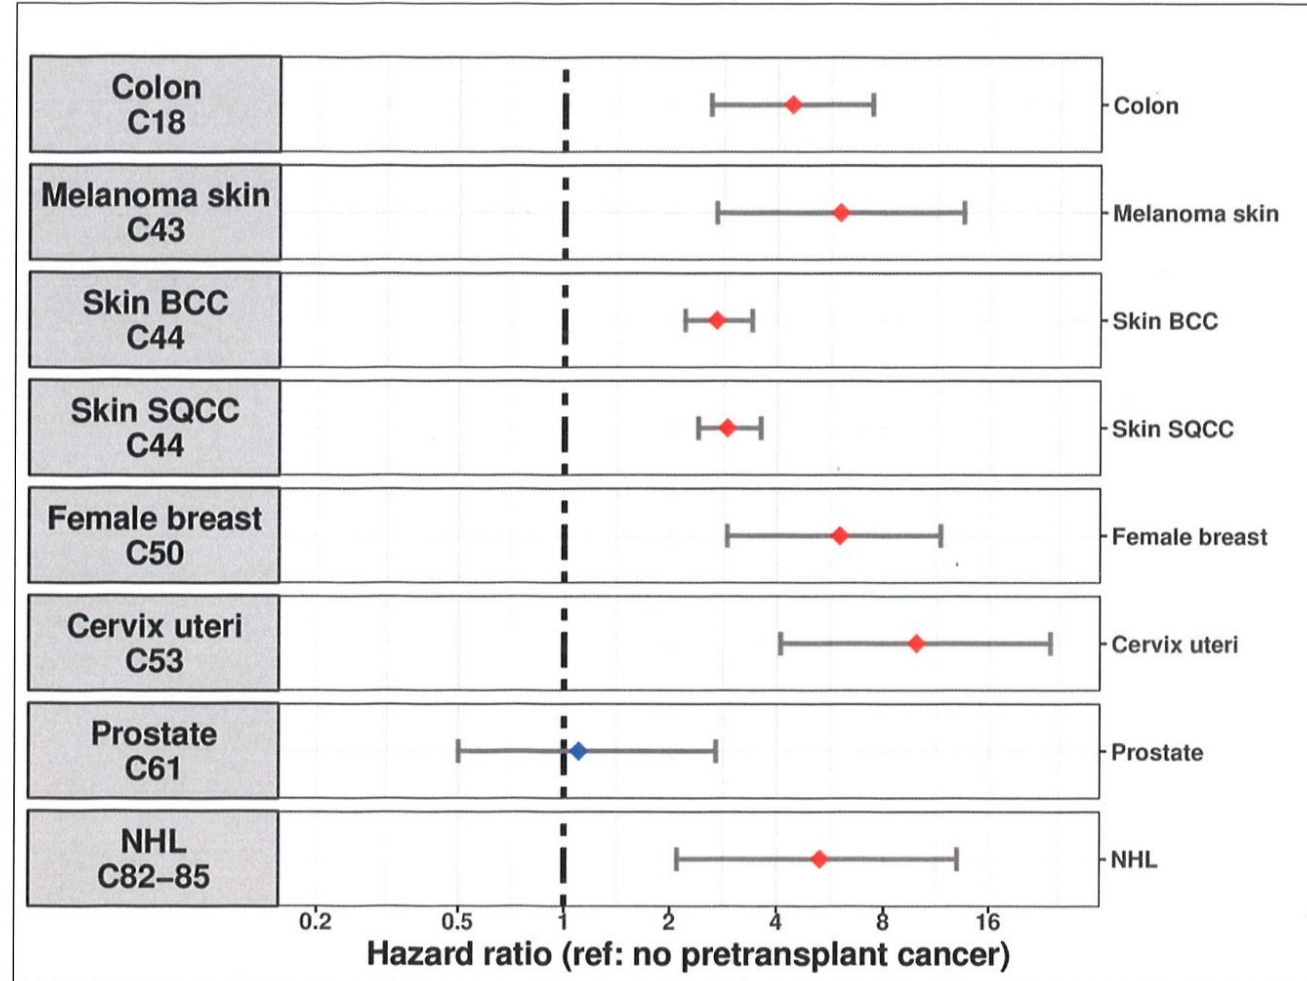 Colon
C18
Colon
Melanoma skin
C43
Melanoma skin
Skin BCC
C44
Skin BCC
Skin SQCC
C44
Skin SQCC
Female breast
C50
Female breast
Cervix uteri
C53
Cervix uteri
Prostate
C61
Prostate
NHL
C82–85
NHL
0.2 0.5 1 2 4 8 16
Hazard ratio (ref: no pretransplant cancer)